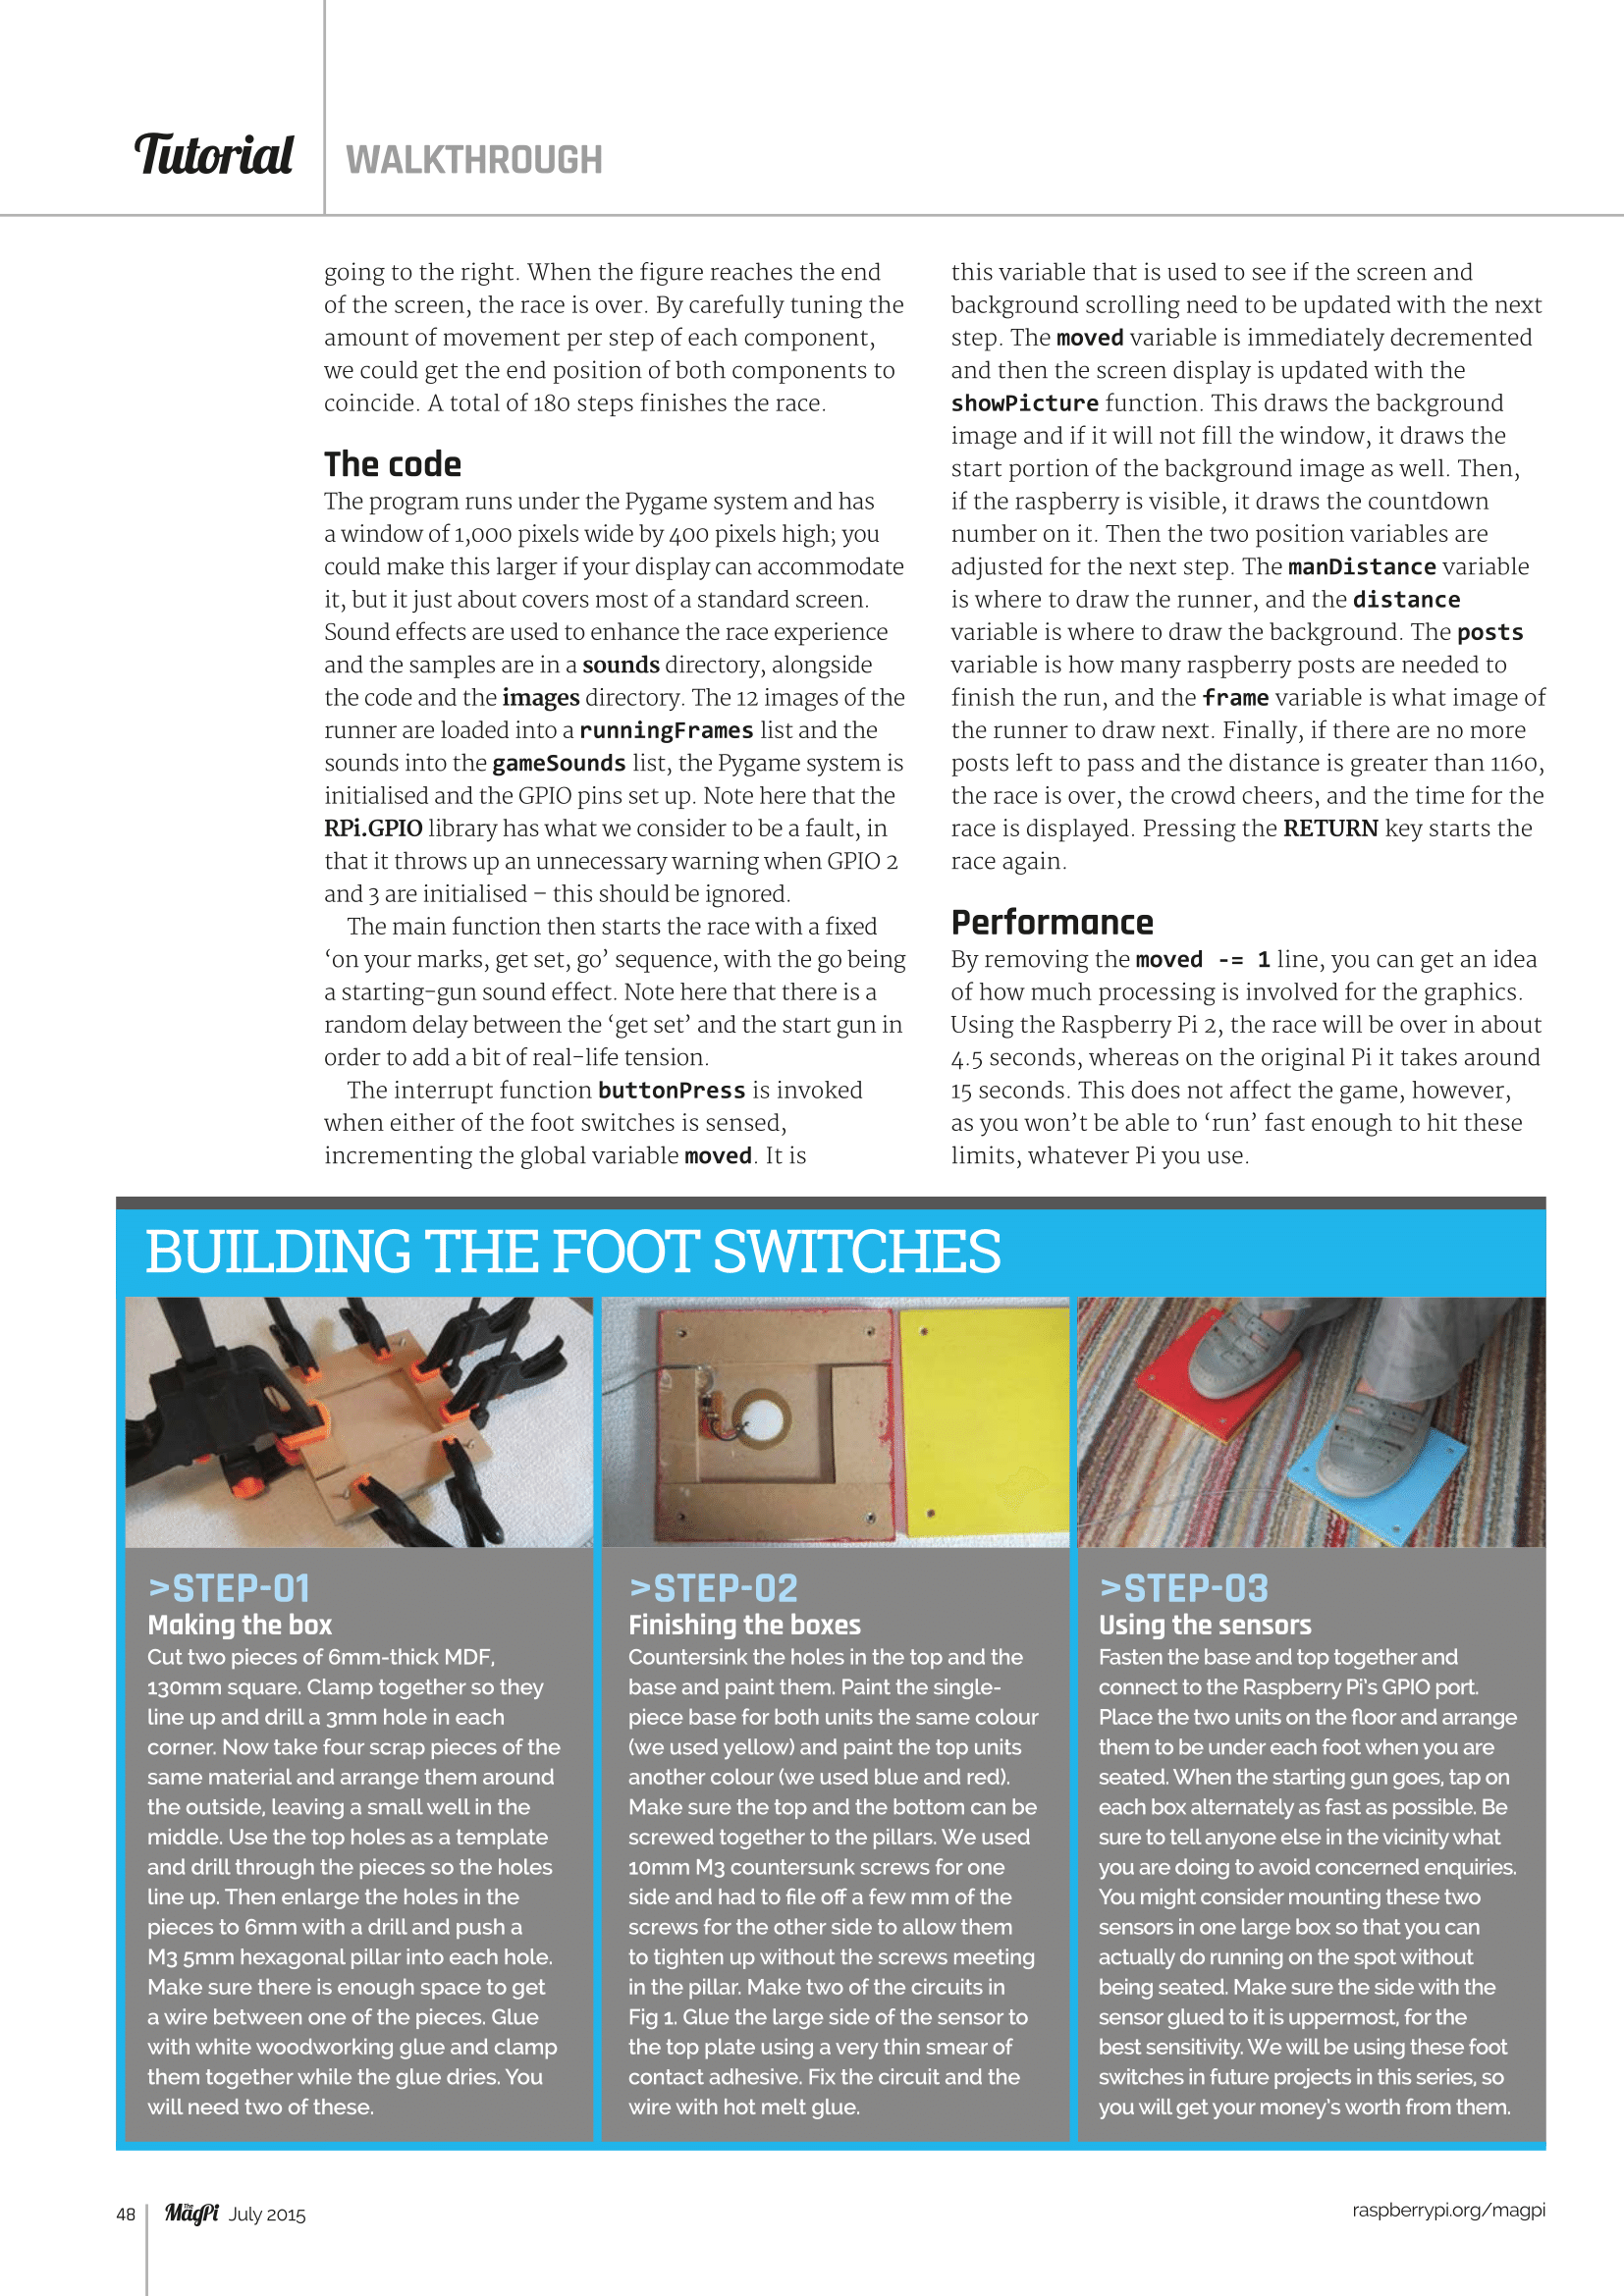 Tutorial
WALKTHROUGH
going to the right. When the figure reaches the end
of the screen, the race is over. By carefully tuning the
amount of movement per step of each component,
we could get the end position of both components to
coincide. A total of 180 steps finishes the race.
The code
The program runs under the Pygame system and has
a window of 1,000 pixels wide by 400 pixels high; you
could make this larger if your display can accommodate
it, but it just about covers most of a standard screen.
Sound effects are used to enhance the race experience
and the samples are in a sounds directory, alongside
the code and the images directory. The 12 images of the
runner are loaded into a runningFrames list and the
sounds into the gameSounds list, the Pygame system is
initialised and the GPIO pins set up. Note here that the
RPi.GPIO library has what we consider to be a fault, in
that it throws up an unnecessary warning when GPIO 2
and 3 are initialised – this should be ignored.
The main function then starts the race with a fixed
‘on your marks, get set, go’ sequence, with the go being
a starting-gun sound effect. Note here that there is a
random delay between the ‘get set’ and the start gun in
order to add a bit of real-life tension.
The interrupt function buttonPress is invoked
when either of the foot switches is sensed,
incrementing the global variable moved. It is
this variable that is used to see if the screen and
background scrolling need to be updated with the next
step. The moved variable is immediately decremented
and then the screen display is updated with the
showPicture function. This draws the background
image and if it will not fill the window, it draws the
start portion of the background image as well. Then,
if the raspberry is visible, it draws the countdown
number on it. Then the two position variables are
adjusted for the next step. The manDistance variable
is where to draw the runner, and the distance
variable is where to draw the background. The posts
variable is how many raspberry posts are needed to
finish the run, and the frame variable is what image of
the runner to draw next. Finally, if there are no more
posts left to pass and the distance is greater than 1160,
the race is over, the crowd cheers, and the time for the
race is displayed. Pressing the RETURN key starts the
race again.
Performance
By removing the moved -= 1 line, you can get an idea
of how much processing is involved for the graphics.
Using the Raspberry Pi 2, the race will be over in about
4.5 seconds, whereas on the original Pi it takes around
15 seconds. This does not affect the game, however,
as you won’t be able to ‘run’ fast enough to hit these
limits, whatever Pi you use.
BUILDING THE FOOT SWITCHES
>STEP-01
Making the box
Cut two pieces of 6mm-thick MDF,
130mm square. Clamp together so they
line up and drill a 3mm hole in each
corner. Now take four scrap pieces of the
same material and arrange them around
the outside, leaving a small well in the
middle. Use the top holes as a template
and drill through the pieces so the holes
line up. Then enlarge the holes in the
pieces to 6mm with a drill and push a
M3 5mm hexagonal pillar into each hole.
Make sure there is enough space to get
a wire between one of the pieces. Glue
with white woodworking glue and clamp
them together while the glue dries. You
will need two of these.
>STEP-02
Finishing the boxes
Countersink the holes in the top and the
base and paint them. Paint the single-
piece base for both units the same colour
(we used yellow) and paint the top units
another colour (we used blue and red).
Make sure the top and the bottom can be
screwed together to the pillars. We used
10mm M3 countersunk screws for one
side and had to file off a few mm of the
screws for the other side to allow them
to tighten up without the screws meeting
in the pillar. Make two of the circuits in
Fig 1. Glue the large side of the sensor to
the top plate using a very thin smear of
contact adhesive. Fix the circuit and the
wire with hot melt glue.
>STEP-03
Using the sensors
Fasten the base and top together and
connect to the Raspberry Pi’s GPIO port.
Place the two units on the floor and arrange
them to be under each foot when you are
seated. When the starting gun goes, tap on
each box alternately as fast as possible. Be
sure to tell anyone else in the vicinity what
you are doing to avoid concerned enquiries.
You might consider mounting these two
sensors in one large box so that you can
actually do running on the spot without
being seated. Make sure the side with the
sensor glued to it is uppermost, for the
best sensitivity. We will be using these foot
switches in future projects in this series, so
you will get your money’s worth from them.
48
The MagPi July 2015
raspberrypi.org/magpi